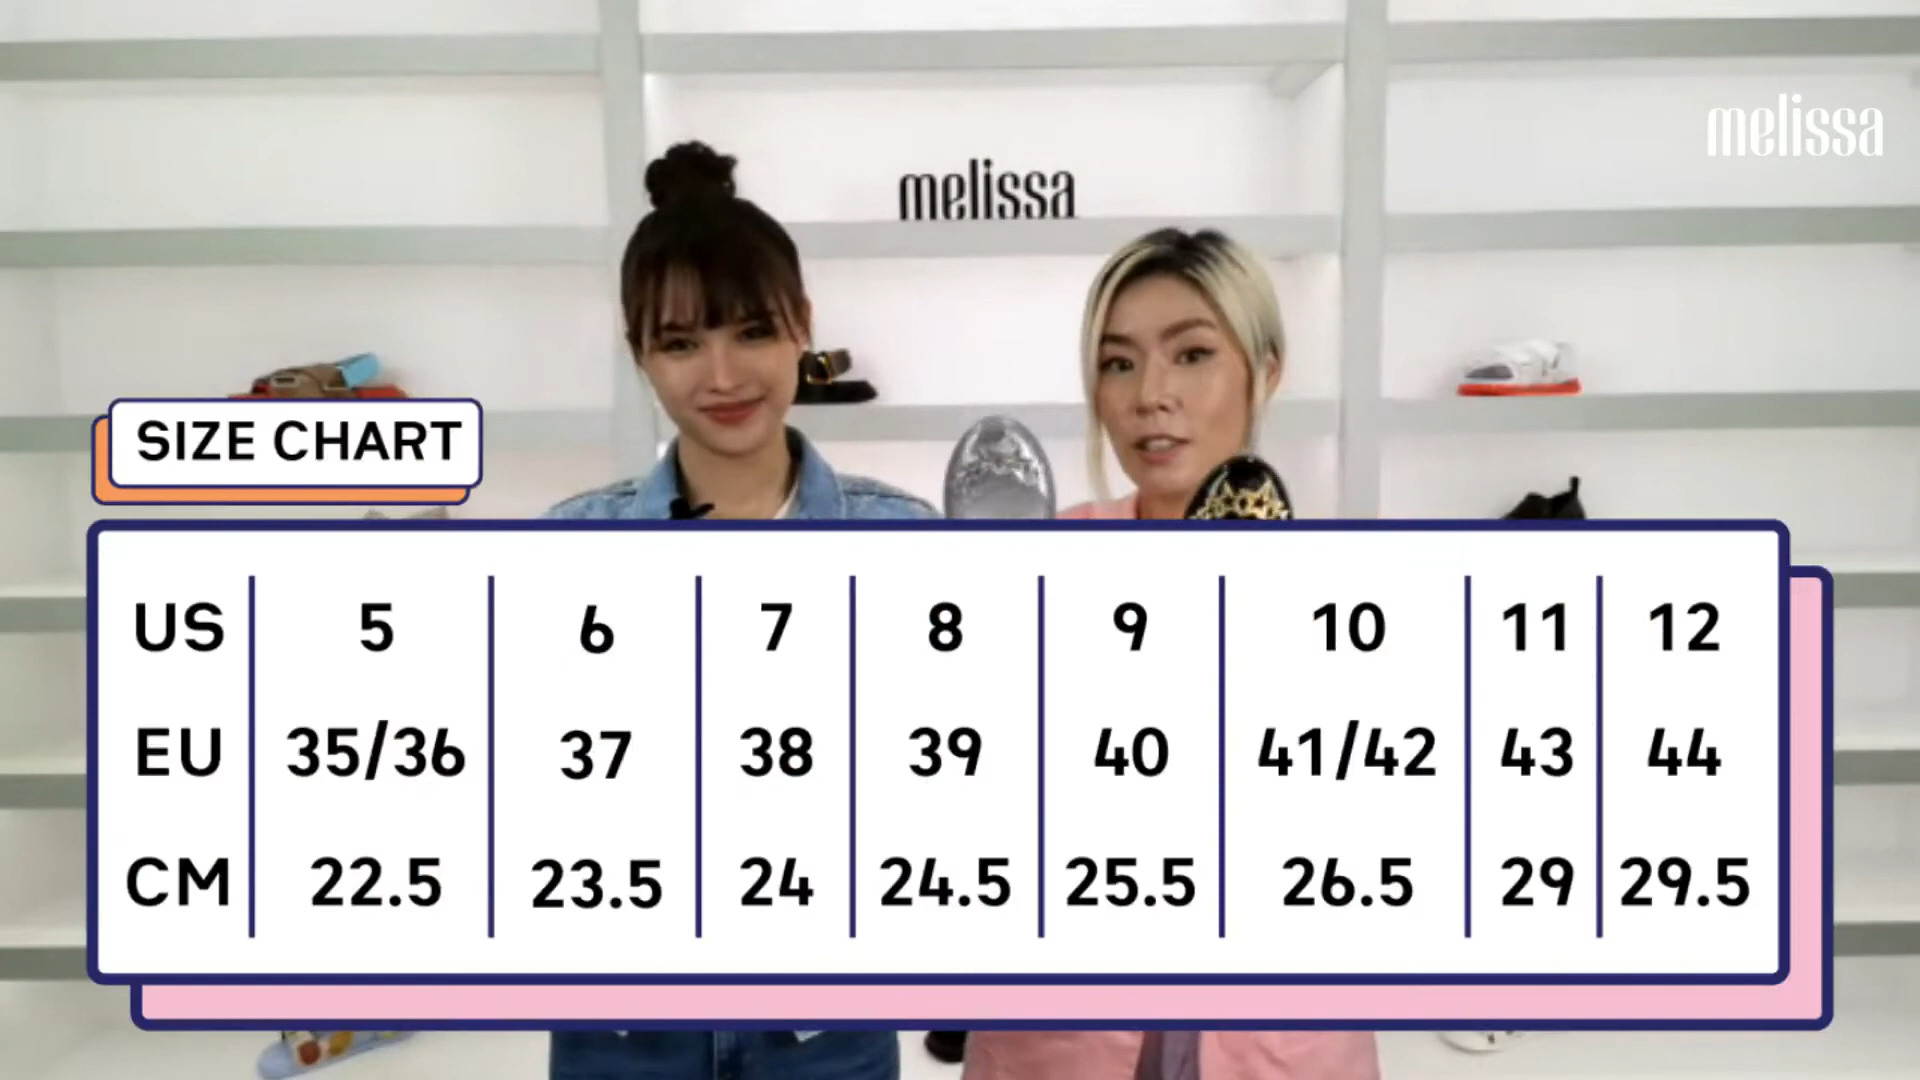 melissa
melissa
SIZE CHART
US 5 6 7 8 9 10 11 12
EU 35/36 37 38 39 40 41/42 43 44
CM 22.5 23.5 24 24.5 25.5 26.5 29 29.5